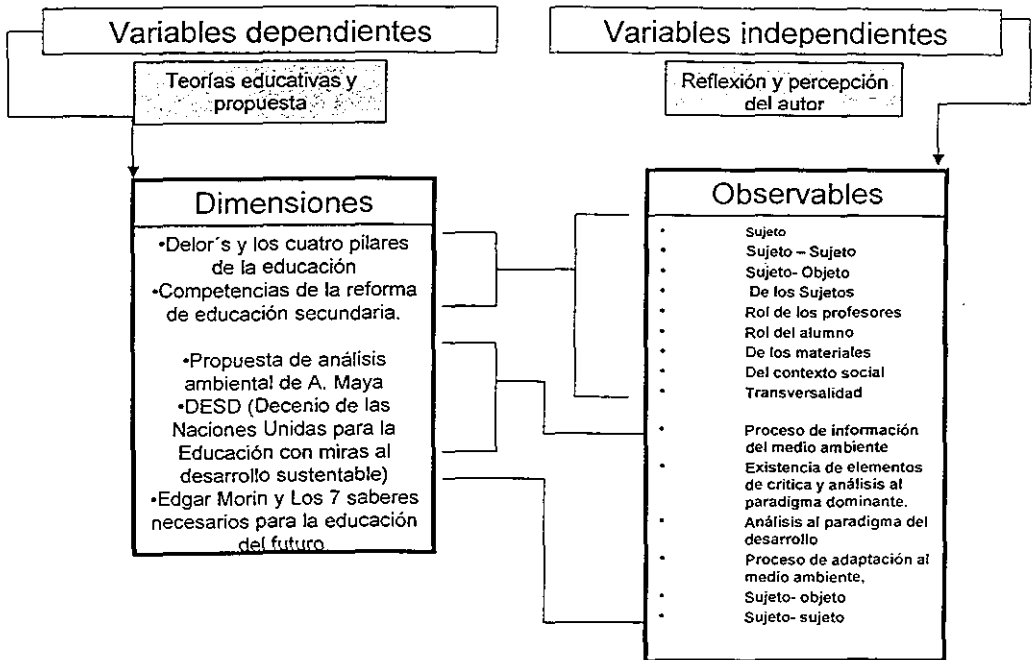 Variables dependientes
Teorías educativas y
propuesta
Variables independientes
Reflexión y percepción
del autor
Dimensiones
•Delor´s y los cuatro pilares
de la educación
•Competencias de la reforma
de educación secundaria.
•Propuesta de análisis
ambiental de A. Maya
•DESD (Decenio de las
Naciones Unidas para la
Educación con miras al
desarrollo sustentable)
•Edgar Morin y Los 7 saberes
necesarios para la educación
del futuro
Observables
• Sujeto
• Sujeto – Sujeto
• Sujeto- Objeto
• De los Sujetos
• Rol de los profesores
• Rol del alumno
• De los materiales
• Del contexto social
• Transversalidad
• Proceso de información
del medio ambiente
• Existencia de elementos
de critica y análisis al
paradigma dominante.
• Análisis al paradigma del
desarrollo
• Proceso de adaptación al
medio ambiente,
• Sujeto- objeto
• Sujeto- sujeto